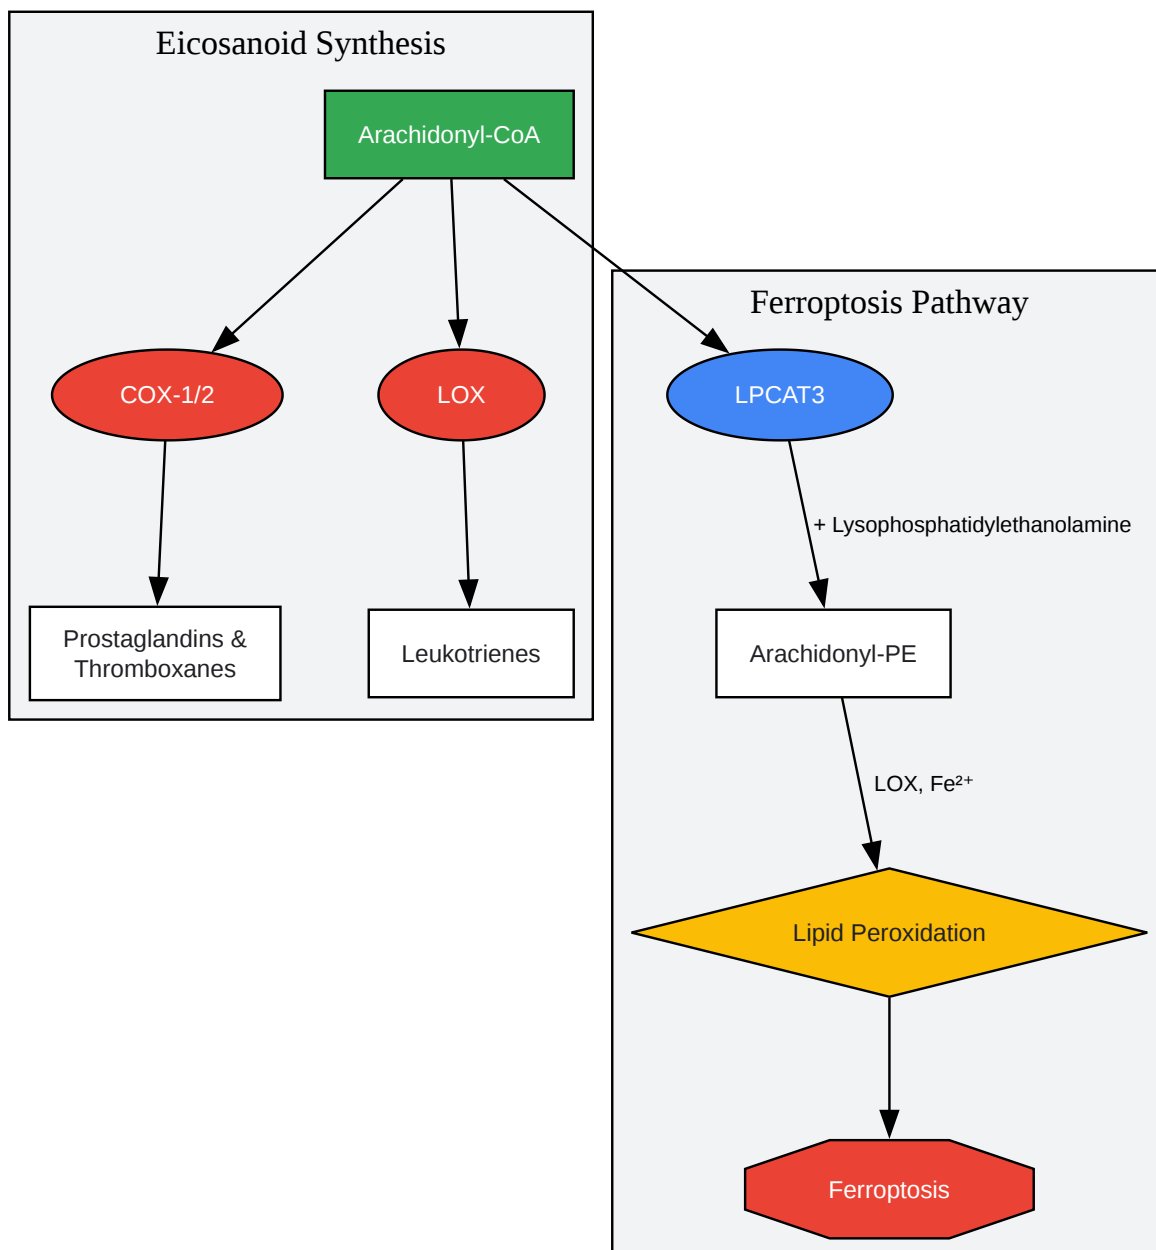 Eicosanoid Synthesis
Arachidonyl-CoA
Ferroptosis Pathway
COX-1/2
LOX
LPCAT3
+ Lysophosphatidylethanolamine
Prostaglandins &
Thromboxanes
Leukotrienes
Arachidonyl-PE
LOX, Fe²⁺
Lipid Peroxidation
Ferroptosis